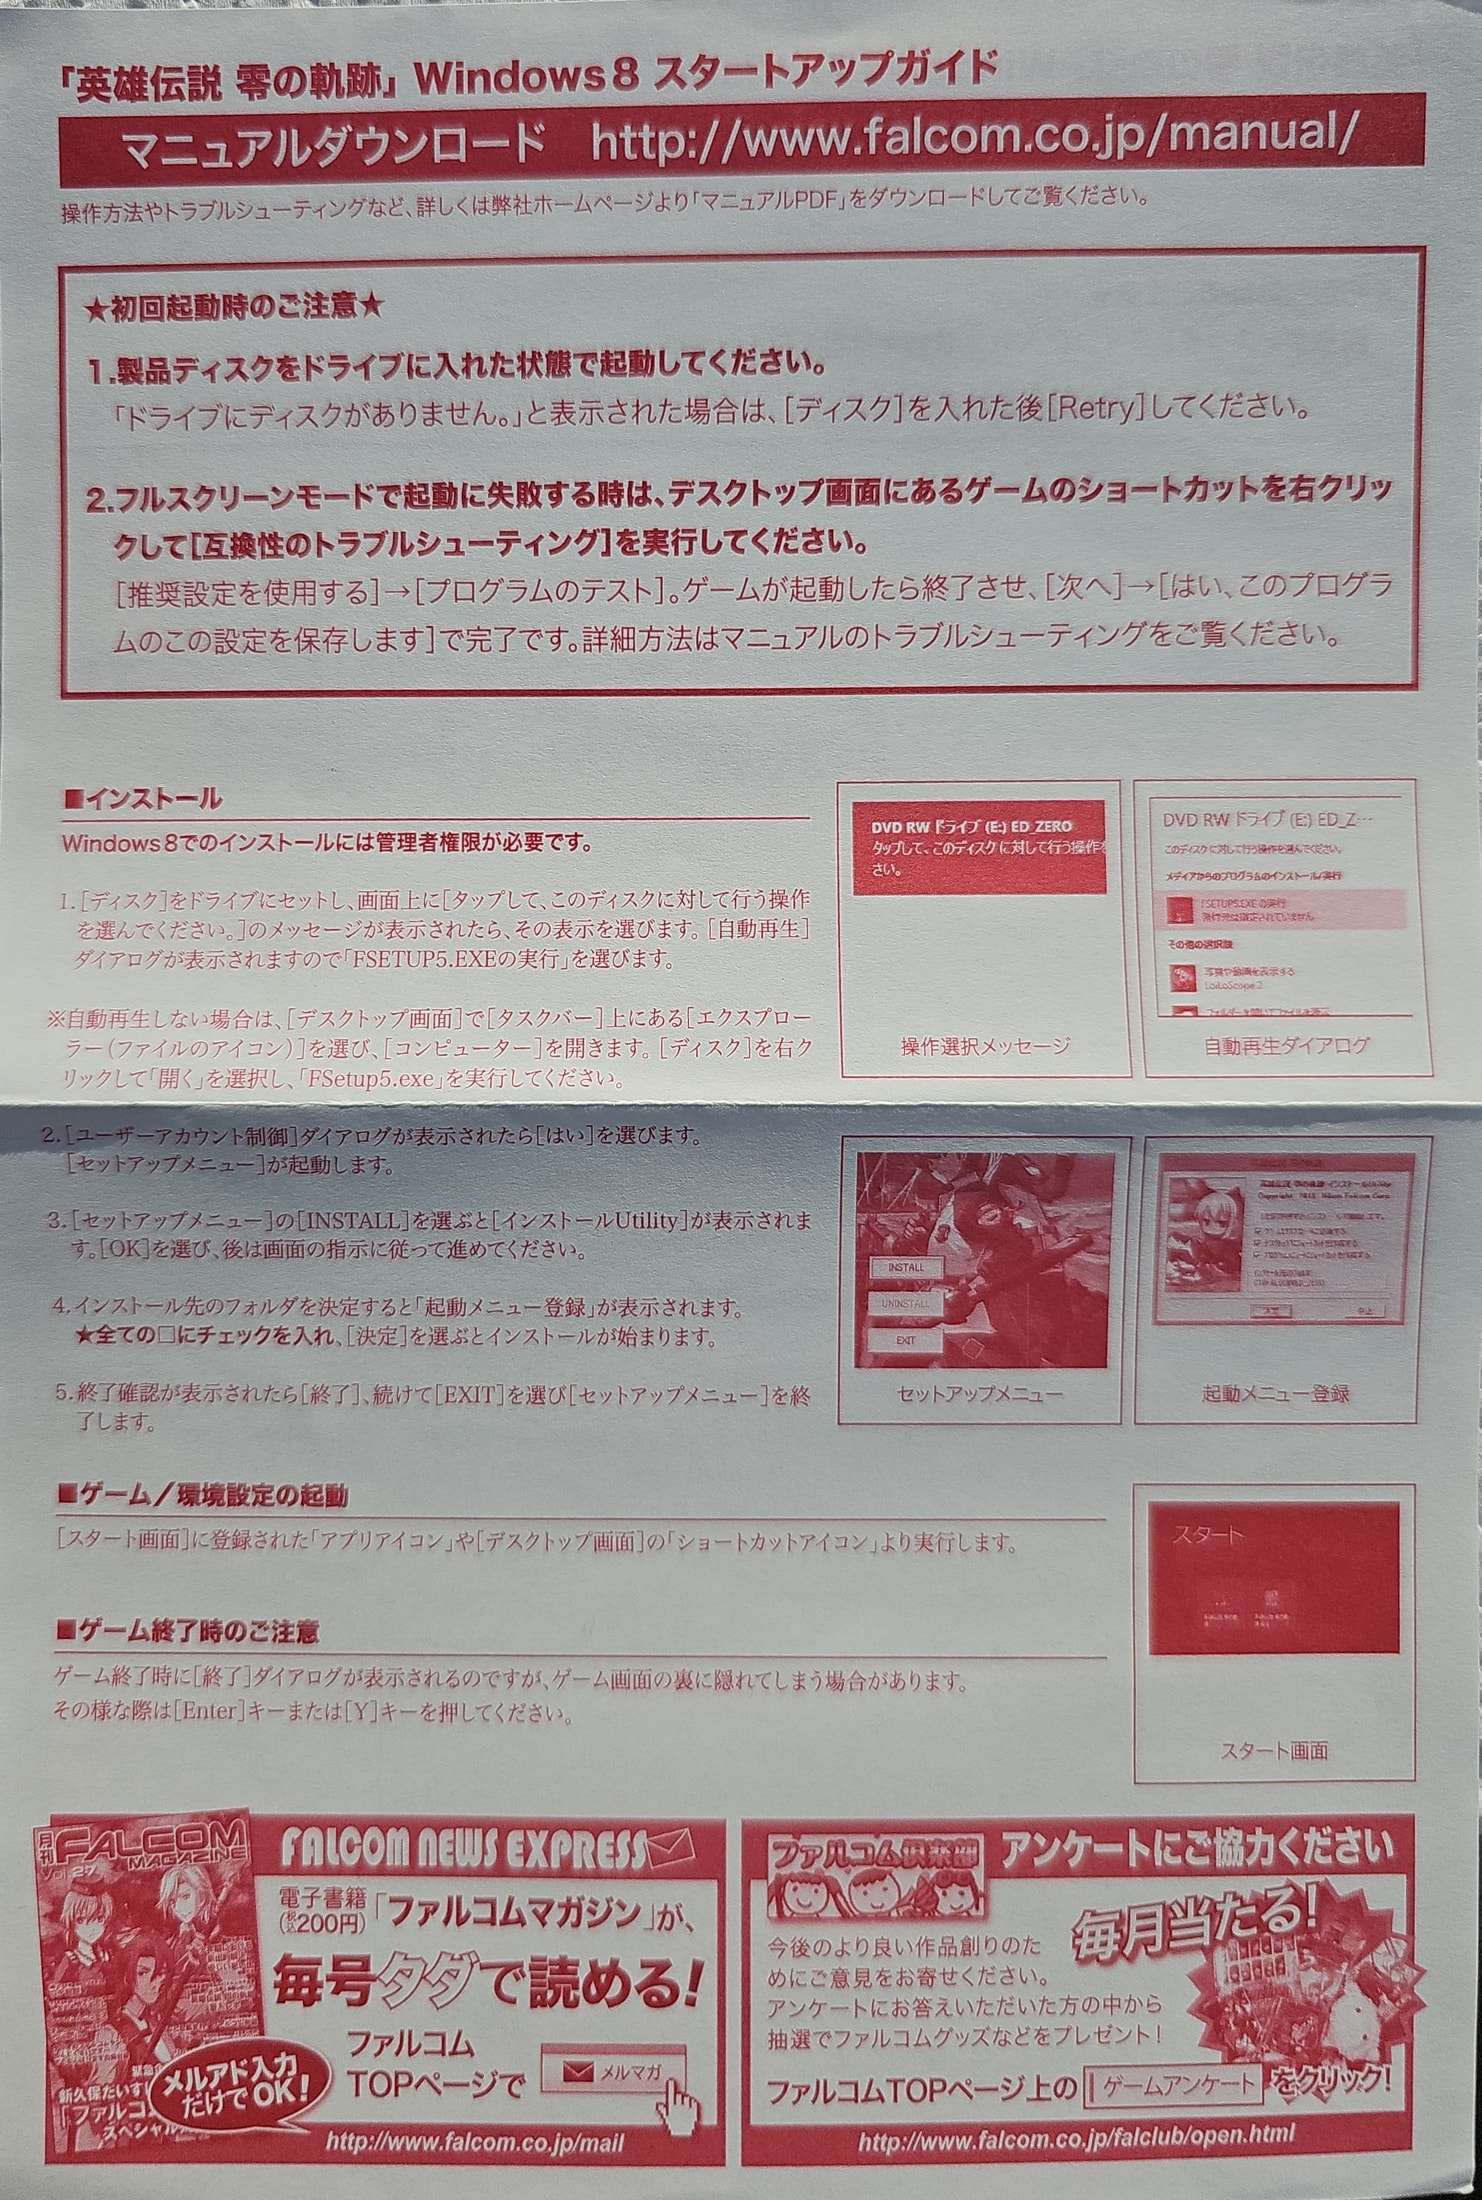 「英雄伝説 零の軌跡」 Windows8 スタートアップガイド
マニュアルダウンロード http://www.falcom.co.jp/manual/
操作方法やトラブルシューティングなど、詳しくは弊社ホームページより「マニュアルPDF」をダウンロードしてご覧ください。
★初回起動時のご注意★
1.製品ディスクをドライブに入れた状態で起動してください。
「ドライブにディスクがありません。」と表示された場合は、[ディスク]を入れた後[Retry]してください。
2.フルスクリーンモードで起動に失敗する時は、デスクトップ画面にあるゲームのショートカットを右クリッ
クして[互換性のトラブルシューティング]を実行してください。
[推奨設定を使用する]→[プログラムのテスト]。ゲームが起動したら終了させ、[次へ]→[はい、このプログラ
ムのこの設定を保存します]で完了です。詳細方法はマニュアルのトラブルシューティングをご覧ください。
■インストール
Windows8でのインストールには管理者権限が必要です。
1.[ディスク]をドライブにセットし、画面上に[タップして、このディスクに対して行う操作
を選んでください。]のメッセージが表示されたら、その表示を選びます。[自動再生]
ダイアログが表示されますので「FSETUP5.EXEの実行」を選びます。
※自動再生しない場合は、[デスクトップ画面]で[タスクバー]上にある[エクスプロー
ラー(ファイルのアイコン)]を選び、[コンピューター]を開きます。[ディスク]を右ク
リックして「開く」を選択し、「FSetup5.exe」を実行してください。
DVD RW ドライブ (E:) ED_ZERO
タップして、このディスクに対して行う操作を
さい。
操作選択メッセージ
DVD RW ドライブ (E:) ED_Z…
このディスクに対して行う操作を選んでください。
メディアからのプログラムのインストール/実行
FSETUP5.EXE の実行
発行元は指定されていません
その他の選択肢
写真や動画を表示する
LoiLoScope 2
フォルダーを開いてファイルを表示
自動再生ダイアログ
2.[ユーザーアカウント制御]ダイアログが表示されたら[はい]を選びます。
[セットアップメニュー]が起動します。
3.[セットアップメニュー]の[INSTALL]を選ぶと[インストールUtility]が表示されま
す。[OK]を選び、後は画面の指示に従って進めてください。
4.インストール先のフォルダを決定すると「起動メニュー登録」が表示されます。
★全ての□にチェックを入れ、[決定]を選ぶとインストールが始まります。
5.終了確認が表示されたら[終了]、続けて[EXIT]を選び[セットアップメニュー]を終
了します。
INSTALL
UNINSTALL
EXIT
セットアップメニュー
決定
中止
起動メニュー登録
■ゲーム/環境設定の起動
[スタート画面]に登録された「アプリアイコン」や[デスクトップ画面]の「ショートカットアイコン」より実行します。
■ゲーム終了時のご注意
ゲーム終了時に[終了]ダイアログが表示されるのですが、ゲーム画面の裏に隠れてしまう場合があります。
その様な際は[Enter]キーまたは[Y]キーを押してください。
スタート
スタート画面
月刊 FALCOM
MAGAZINE
Vol.27
新久保だいす
「ファルコ
スペシャル
メルアド入力
だけでOK!
FALCOM NEWS EXPRESS
電子書籍
(税込200円)「ファルコムマガジン」が、
毎号タダで読める!
ファルコム
TOPページで
メルマガ
http://www.falcom.co.jp/mail
ファルコム倶楽部
アンケートにご協力ください
毎月当たる!
今後のより良い作品創りのた
めにご意見をお寄せください。
アンケートにお答えいただいた方の中から
抽選でファルコムグッズなどをプレゼント!
ファルコムTOPページ上の ゲームアンケート をクリック!
http://www.falcom.co.jp/falclub/open.html